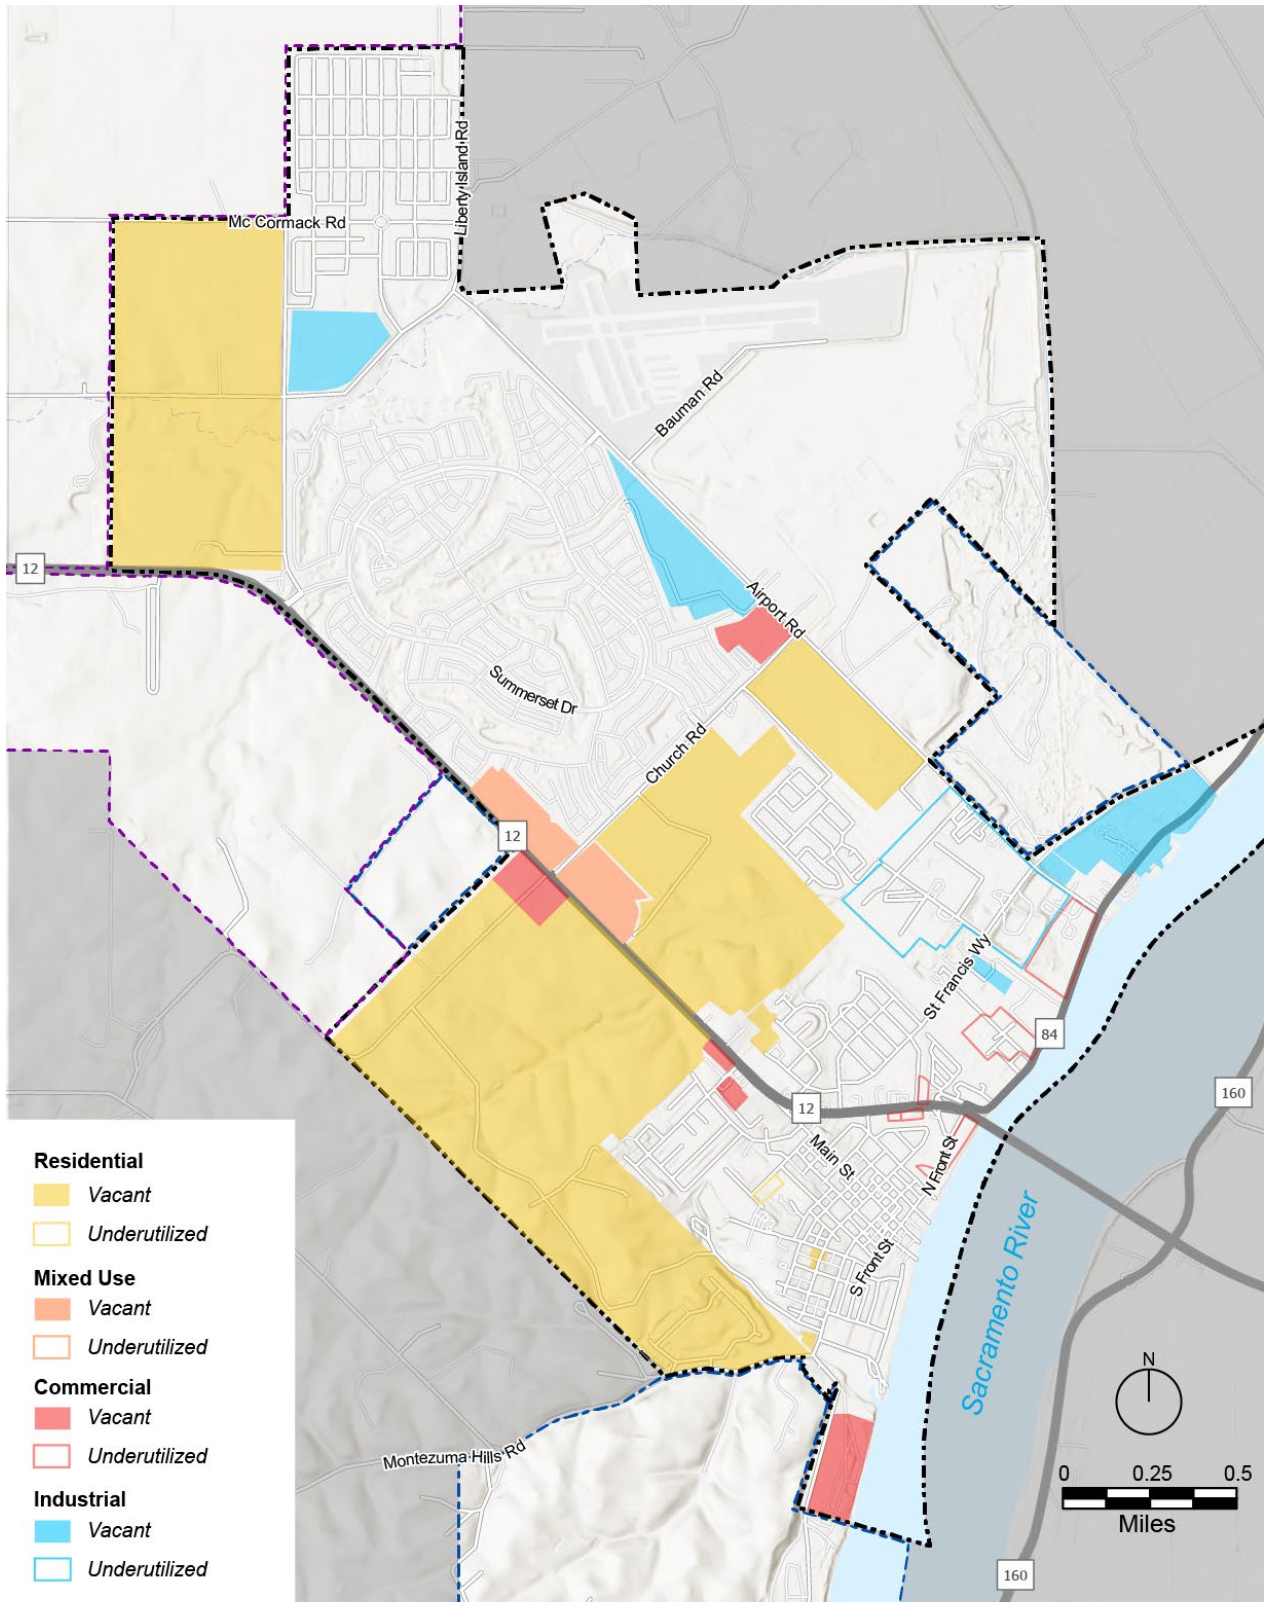 Mc Cormack Rd
Liberty Island Rd
Bauman Rd
12
Airport Rd
Summerset Dr
Church Rd
12
St Francis Wy
84
160
12
Main St
N Front St
S Front St
Sacramento River
Montezuma Hills Rd
160
Residential
Vacant
Underutilized
Mixed Use
Vacant
Underutilized
Commercial
Vacant
Underutilized
Industrial
Vacant
Underutilized
N
0 0.25 0.5
Miles